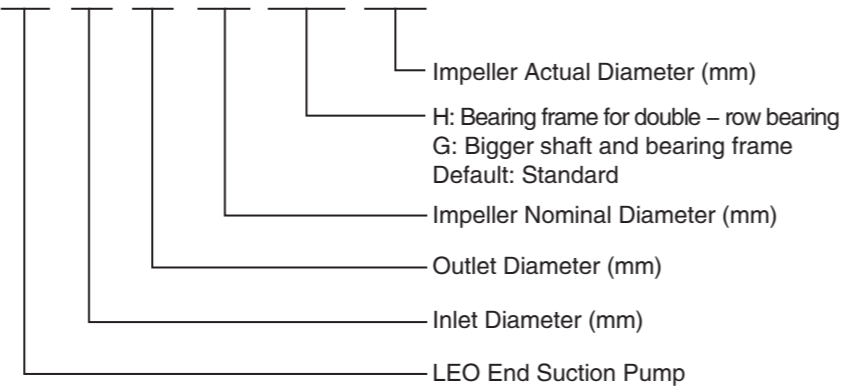 Impeller Actual Diameter (mm)
H: Bearing frame for double – row bearing
G: Bigger shaft and bearing frame
Default: Standard
Impeller Nominal Diameter (mm)
Outlet Diameter (mm)
Inlet Diameter (mm)
LEO End Suction Pump